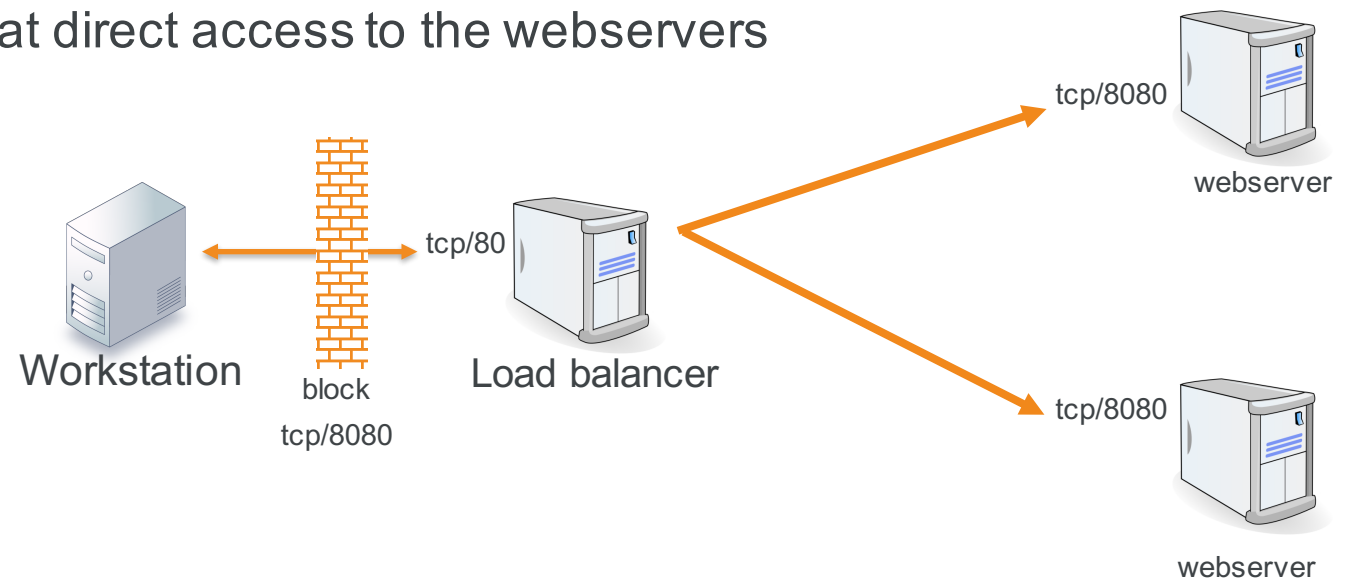 at direct access to the webservers
tcp/8080
webserver
tcp/80
Workstation
Load balancer
block
tcp/8080
tcp/8080
webserver